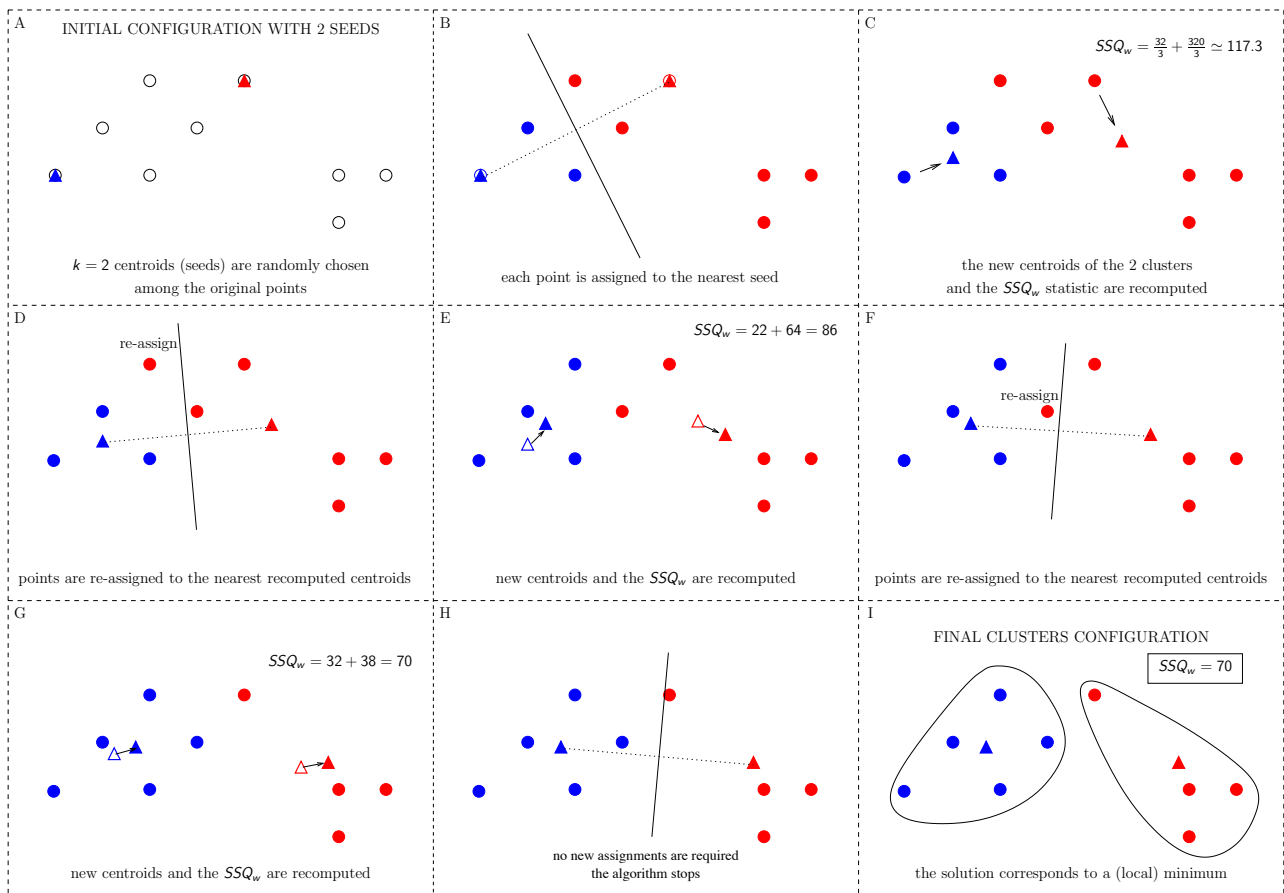 A
INITIAL CONFIGURATION WITH 2 SEEDS
k = 2 centroids (seeds) are randomly chosen
among the original points
B
each point is assigned to the nearest seed
C
SSQ_w = 32/3 + 320/3 ≃ 117.3
the new centroids of the 2 clusters
and the SSQ_w statistic are recomputed
D
re-assign
points are re-assigned to the nearest recomputed centroids
E
SSQ_w = 22 + 64 = 86
new centroids and the SSQ_w are recomputed
F
re-assign
points are re-assigned to the nearest recomputed centroids
G
SSQ_w = 32 + 38 = 70
new centroids and the SSQ_w are recomputed
H
no new assignments are required
the algorithm stops
I
FINAL CLUSTERS CONFIGURATION
SSQ_w = 70
the solution corresponds to a (local) minimum